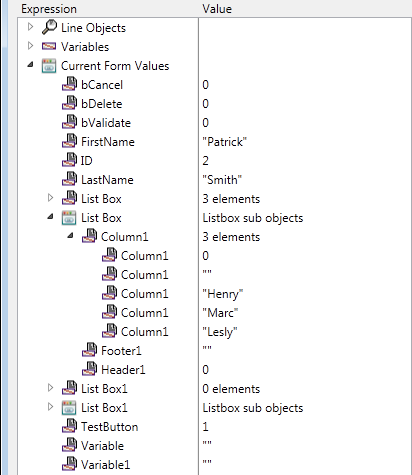 Expression Value
Line Objects
Variables
Current Form Values
bCancel 0
bDelete 0
bValidate 0
FirstName "Patrick"
ID 2
LastName "Smith"
List Box 3 elements
List Box Listbox sub objects
Column1 3 elements
Column1 0
Column1 ""
Column1 "Henry"
Column1 "Marc"
Column1 "Lesly"
Footer1 ""
Header1 0
List Box1 0 elements
List Box1 Listbox sub objects
TestButton 1
Variable ""
Variable1 ""